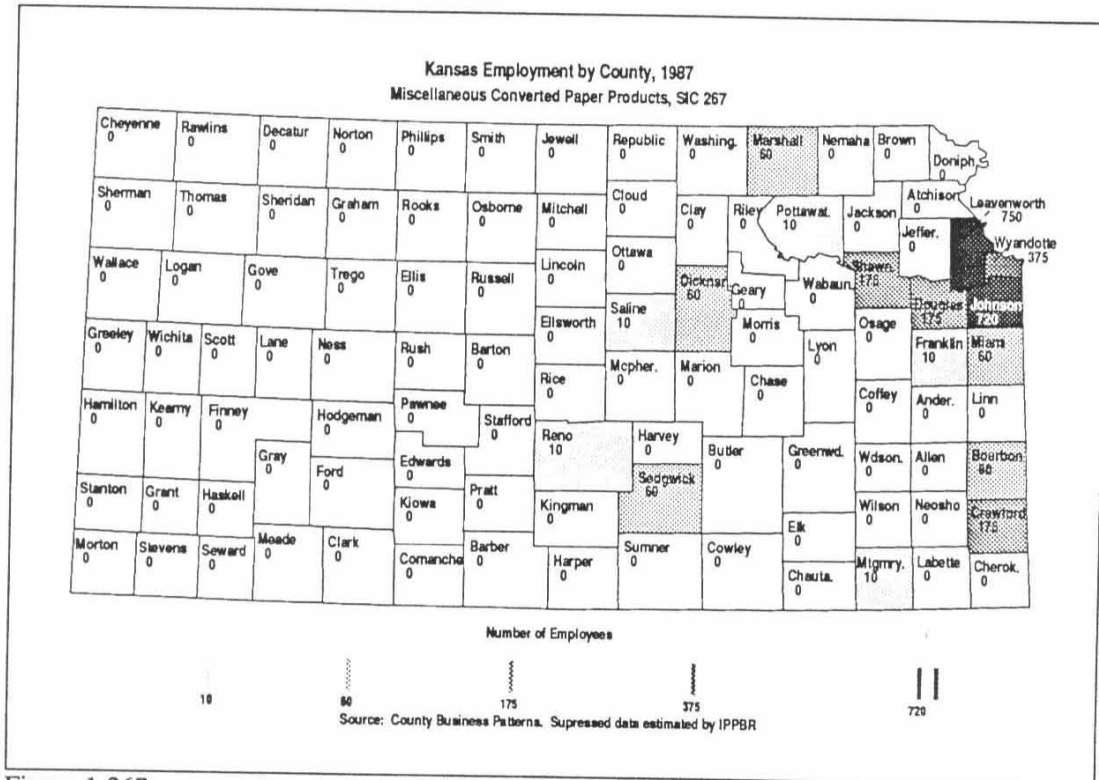 Kansas Employment by County, 1987
Miscellaneous Converted Paper Products, SIC 267
Cheyenne 0
Rawlins 0
Decatur 0
Norton 0
Phillips 0
Smith 0
Jewell 0
Republic 0
Washing. 0
Marshall 60
Nemaha 0
Brown 0
Doniph. 0
Sherman 0
Thomas 0
Sheridan 0
Graham 0
Rooks 0
Osborne 0
Mitchell 0
Cloud 0
Clay 0
Riley 0
Pottawat. 10
Jackson 0
Atchison 0
Leavenworth 750
Jeffer. 0
Wyandotte 375
Wallace 0
Logan 0
Gove 0
Trego 0
Ellis 0
Russell 0
Lincoln 0
Ottawa 0
Saline 10
Dicknsn 60
Geary 0
Wabaun. 0
Shawn. 175
Douglas 175
Johnson 720
Greeley 0
Wichita 0
Scott 0
Lane 0
Ness 0
Rush 0
Barton 0
Ellsworth 0
Morris 0
Lyon 0
Osage 0
Franklin 10
Miami 60
Rice 0
Mcpher. 0
Marion 0
Chase 0
Coffey 0
Ander. 0
Linn 0
Hamilton 0
Kearny 0
Finney 0
Hodgeman 0
Pawnee 0
Stafford 0
Reno 10
Harvey 0
Butler 0
Greenwd. 0
Wdson. 0
Allen 0
Bourbon 60
Gray 0
Ford 0
Edwards 0
Kiowa 0
Pratt 0
Kingman 0
Sedgwick 60
Stanton 0
Grant 0
Haskell 0
Wilson 0
Neosho 0
Crawford 175
Elk 0
Morton 0
Stevens 0
Seward 0
Meade 0
Clark 0
Comanche 0
Barber 0
Harper 0
Sumner 0
Cowley 0
Chauta. 0
Mtgmry. 10
Labette 0
Cherok. 0
Number of Employees
10 60 175 375 720
Source: County Business Patterns. Supressed data estimated by IPPBR